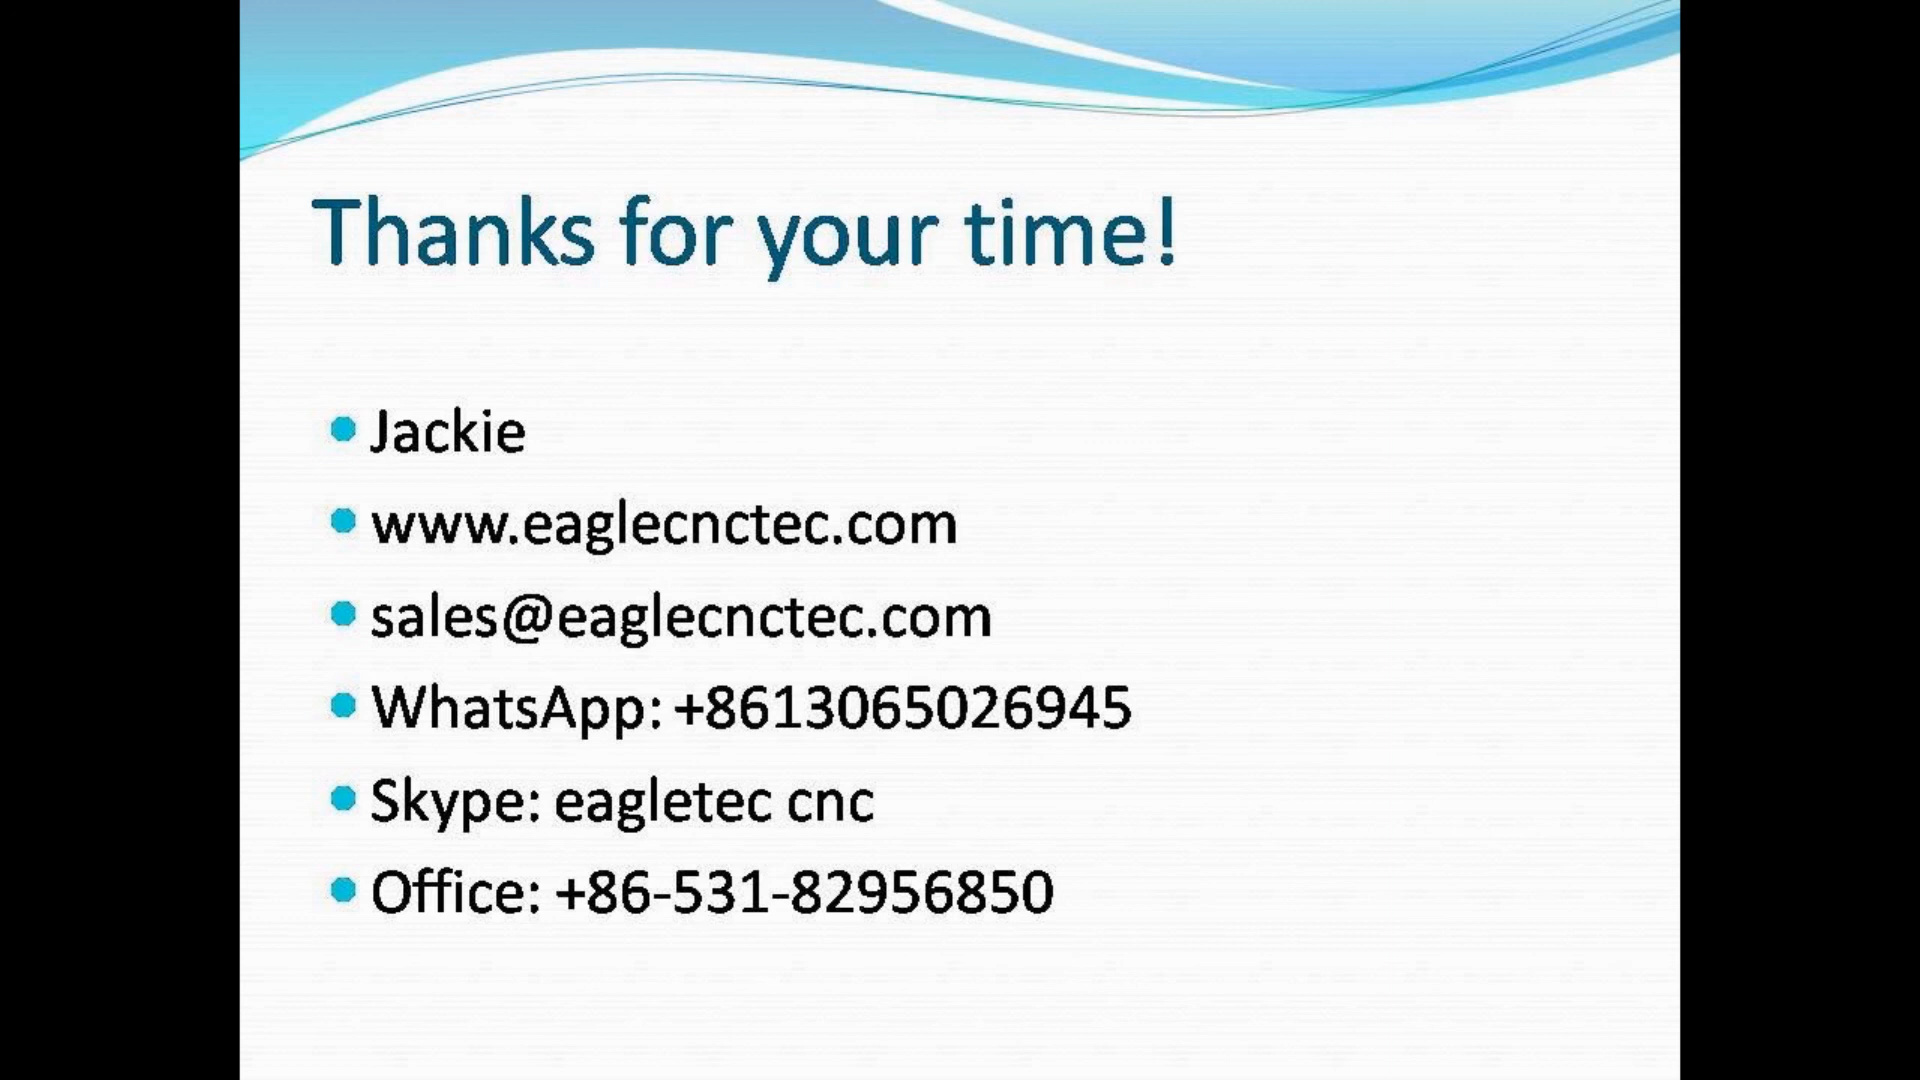 Thanks for your time!
Jackie
www.eaglecnctec.com
sales@eaglecnctec.com
WhatsApp: +8613065026945
Skype: eagletec cnc
Office: +86-531-82956850